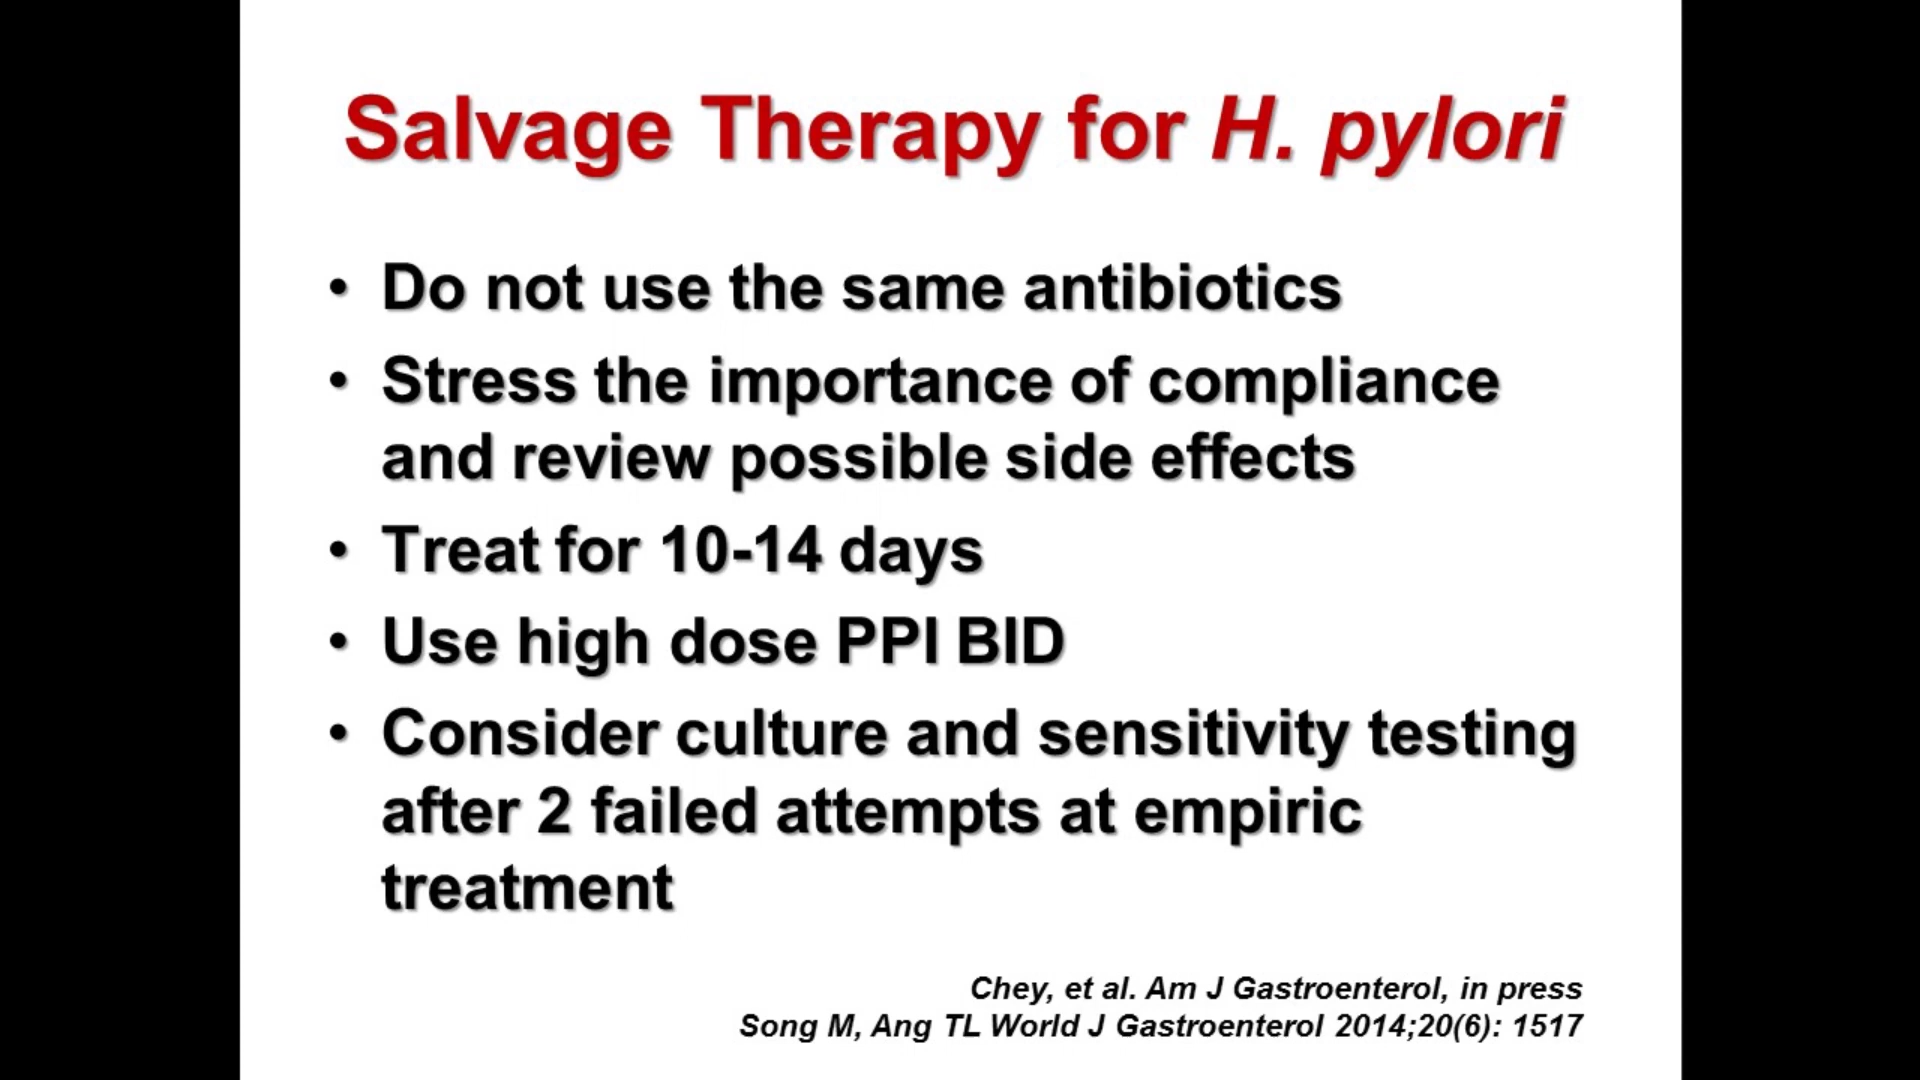 Salvage Therapy for H. pylori
• Do not use the same antibiotics
• Stress the importance of compliance
and review possible side effects
• Treat for 10-14 days
• Use high dose PPI BID
• Consider culture and sensitivity testing
after 2 failed attempts at empiric
treatment
Chey, et al. Am J Gastroenterol, in press
Song M, Ang TL World J Gastroenterol 2014;20(6): 1517